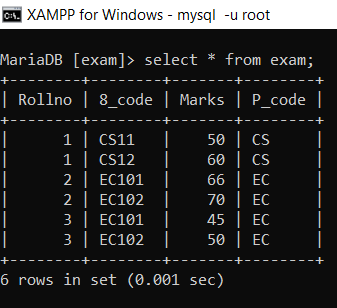 XAMPP for Windows - mysql -u root
MariaDB [exam]> select * from exam;
+--------+--------+-------+--------+
| Rollno | 8_code | Marks | P_code |
+--------+--------+-------+--------+
|      1 | CS11   |    50 | CS     |
|      1 | CS12   |    60 | CS     |
|      2 | EC101  |    66 | EC     |
|      2 | EC102  |    70 | EC     |
|      3 | EC101  |    45 | EC     |
|      3 | EC102  |    50 | EC     |
+--------+--------+-------+--------+
6 rows in set (0.001 sec)